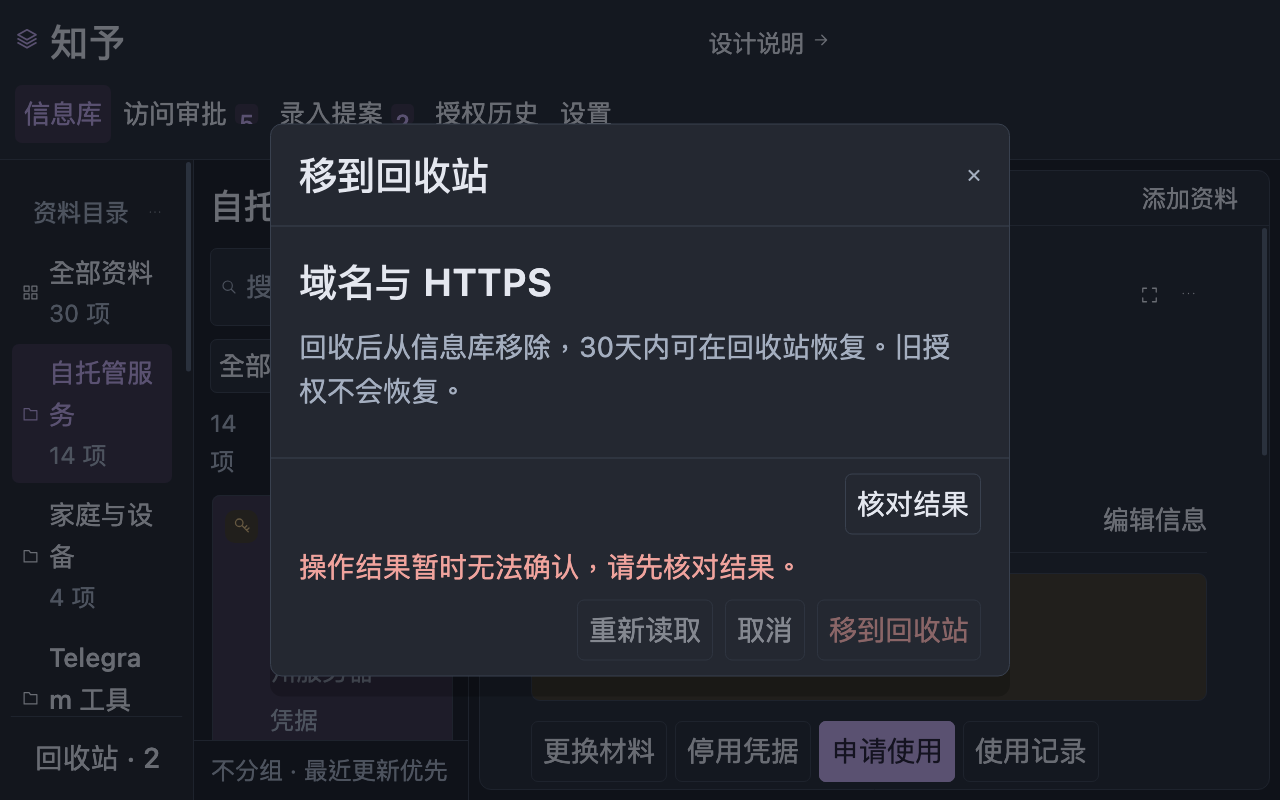 知予
设计说明 →
信息库 访问审批 5 录入提案 2 授权历史 设置
资料目录 ···
全部资料
30 项
自托管服
务
14 项
家庭与设
备
4 项
Telegra
m 工具
回收站 · 2
自托
搜
全部
14
项
凭据
不分组 · 最近更新优先
添加资料
···
编辑信息
更换材料 停用凭据 申请使用 使用记录
移到回收站 ×
域名与 HTTPS
回收后从信息库移除，30天内可在回收站恢复。旧授
权不会恢复。
核对结果
操作结果暂时无法确认，请先核对结果。
重新读取 取消 移到回收站